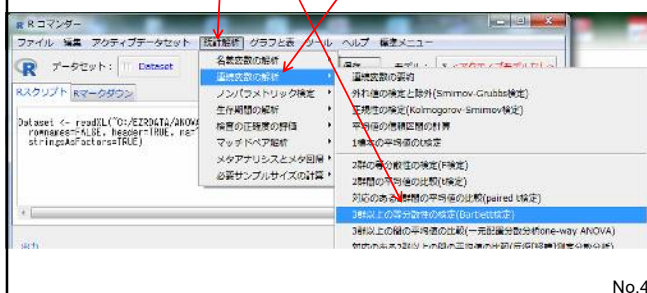 R コマンダー
ファイル 編集 アクティブデータセット 統計解析 グラフと表 ツール ヘルプ 標準メニュー
データセット: Dataset
Rスクリプト Rマークダウン
Dataset <- readXL("C:/EZRDATA/ANOVA
rownames=FALSE, header=TRUE, na="
stringsAsFactors=TRUE)
名義変数の解析
連続変数の解析
ノンパラメトリック検定
生存期間の解析
検査の正確度の評価
マッチドペア解析
メタアナリシスとメタ回帰
必要サンプルサイズの計算
連続変数の要約
外れ値の検定と除外(Smirnov-Grubbs検定)
正規性の検定(Kolmogorov-Smirnov検定)
平均値の信頼区間の計算
1標本の平均値のt検定
2群の等分散性の検定(F検定)
2群間の平均値の比較(t検定)
対応のある2群間の平均値の比較(paired t検定)
3群以上の等分散性の検定(Bartlett検定)
3群以上の間の平均値の比較(一元配置分散分析one-way ANOVA)
出力
No.4